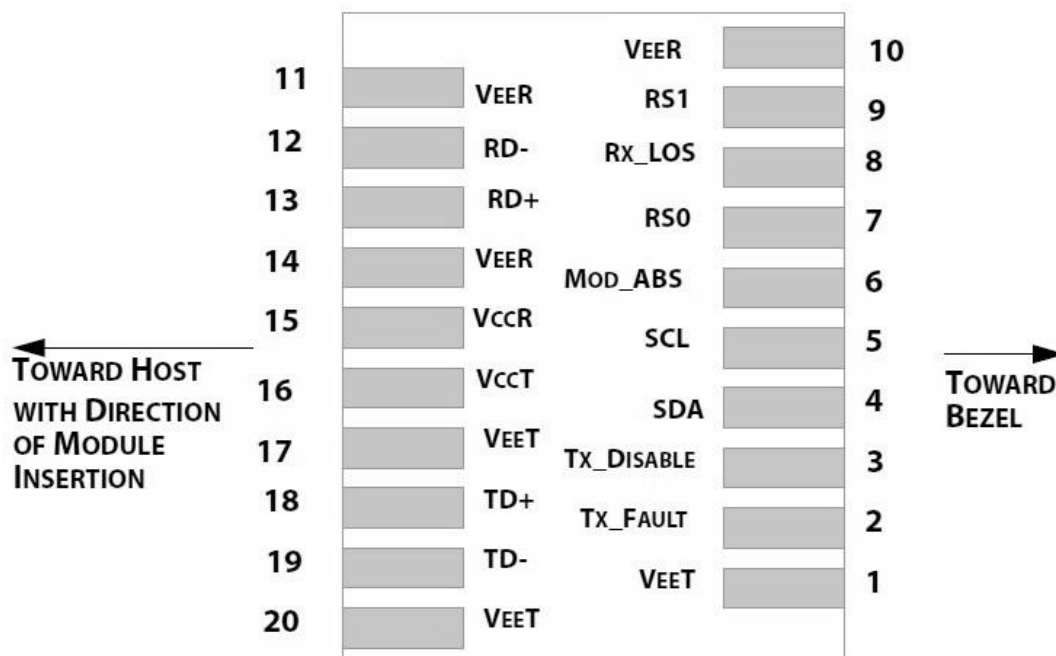 11 VEER
12 RD-
13 RD+
14 VEER
15 VCCR
16 VCCT
17 VEET
18 TD+
19 TD-
20 VEET
TOWARD HOST
WITH DIRECTION
OF MODULE
INSERTION
VEER 10
RS1 9
RX_LOS 8
RS0 7
MOD_ABS 6
SCL 5
SDA 4
TX_DISABLE 3
TX_FAULT 2
VEET 1
TOWARD
BEZEL